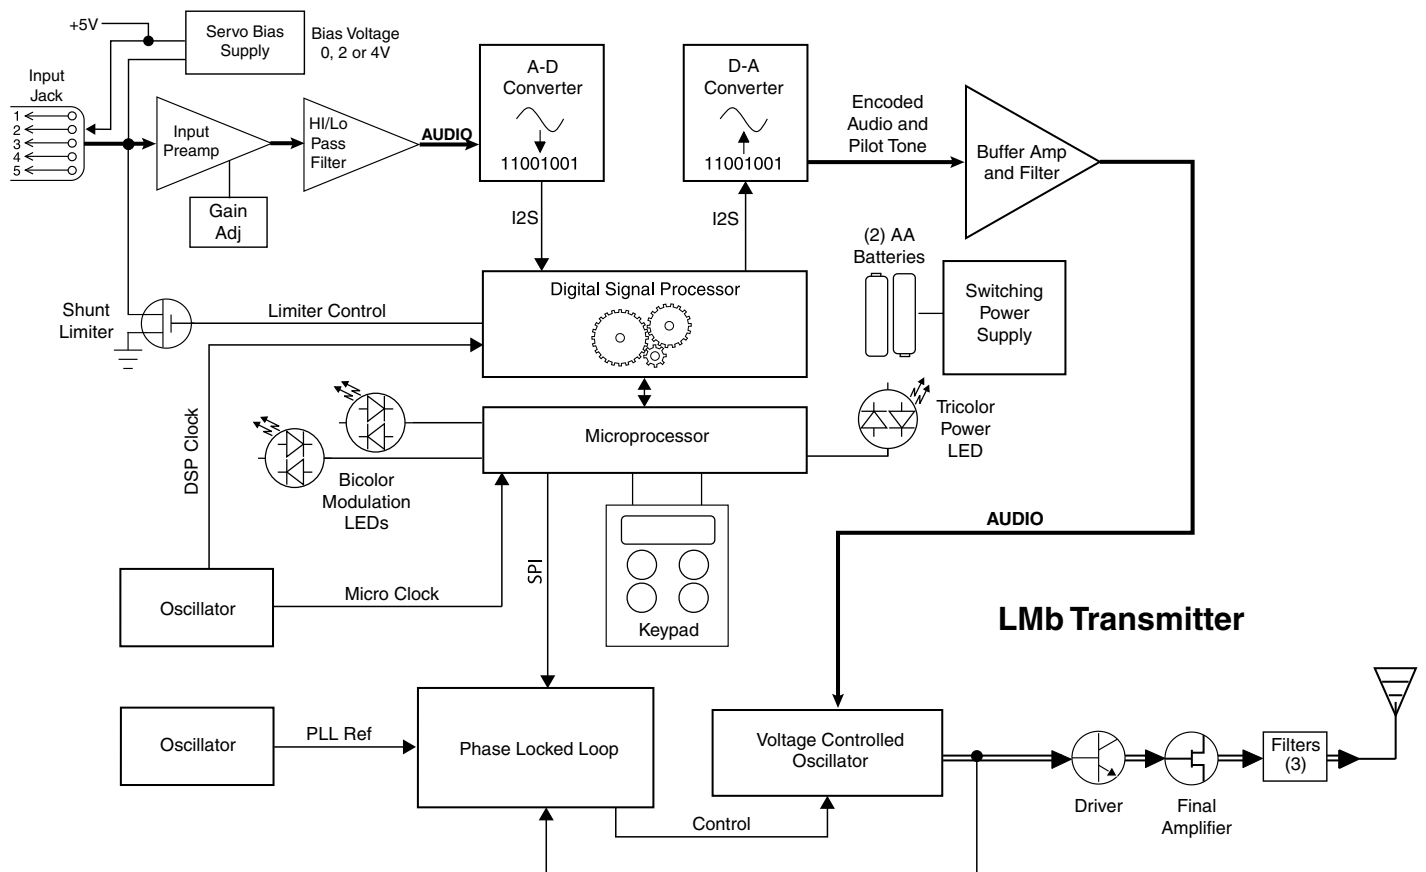 +5V
Servo Bias
Supply
Bias Voltage
0, 2 or 4V
Input
Jack
1
2
3
4
5
Input
Preamp
HI/Lo
Pass
Filter
AUDIO
A-D
Converter
11001001
D-A
Converter
11001001
Encoded
Audio and
Pilot Tone
Buffer Amp
and Filter
Gain
Adj
I2S
I2S
(2) AA
Batteries
Switching
Power
Supply
Shunt
Limiter
Limiter Control
Digital Signal Processor
DSP Clock
Microprocessor
Tricolor
Power
LED
Bicolor
Modulation
LEDs
AUDIO
SPI
Oscillator
Micro Clock
Keypad
LMb Transmitter
Oscillator
PLL Ref
Phase Locked Loop
Voltage Controlled
Oscillator
Filters
(3)
Driver
Final
Amplifier
Control